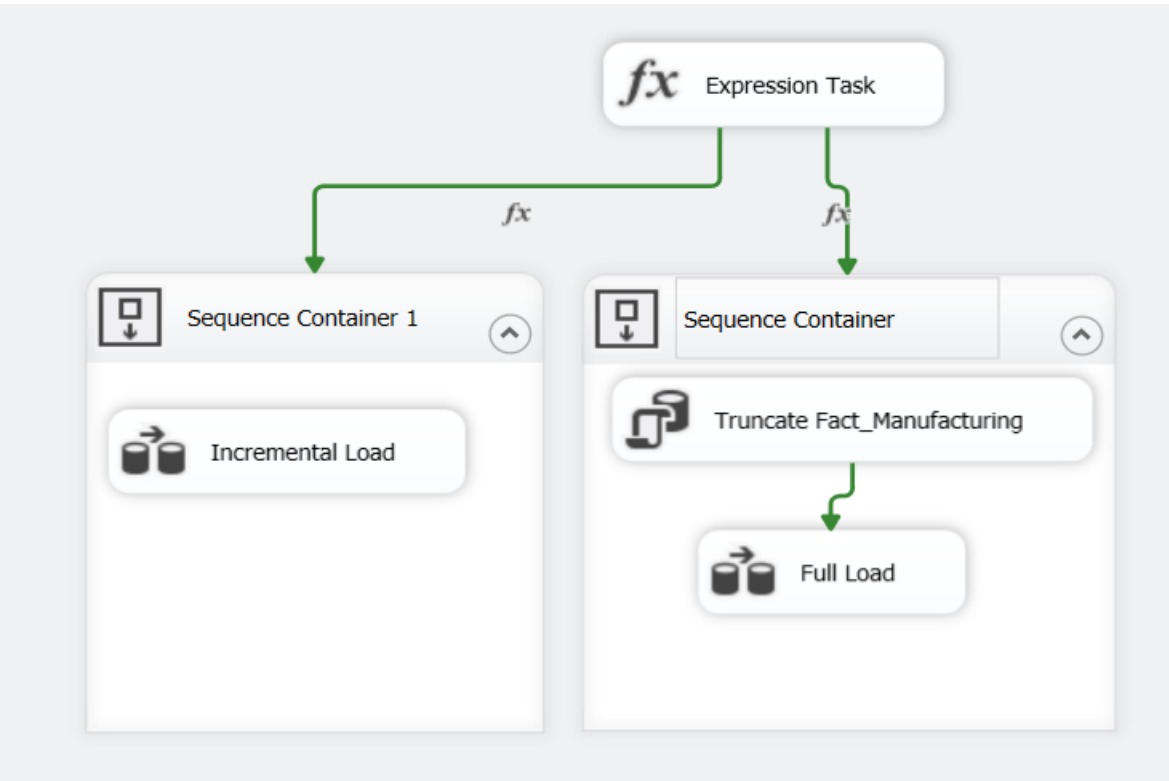 fx Expression Task
fx
fx
Sequence Container 1
Sequence Container
Incremental Load
Truncate Fact_Manufacturing
Full Load